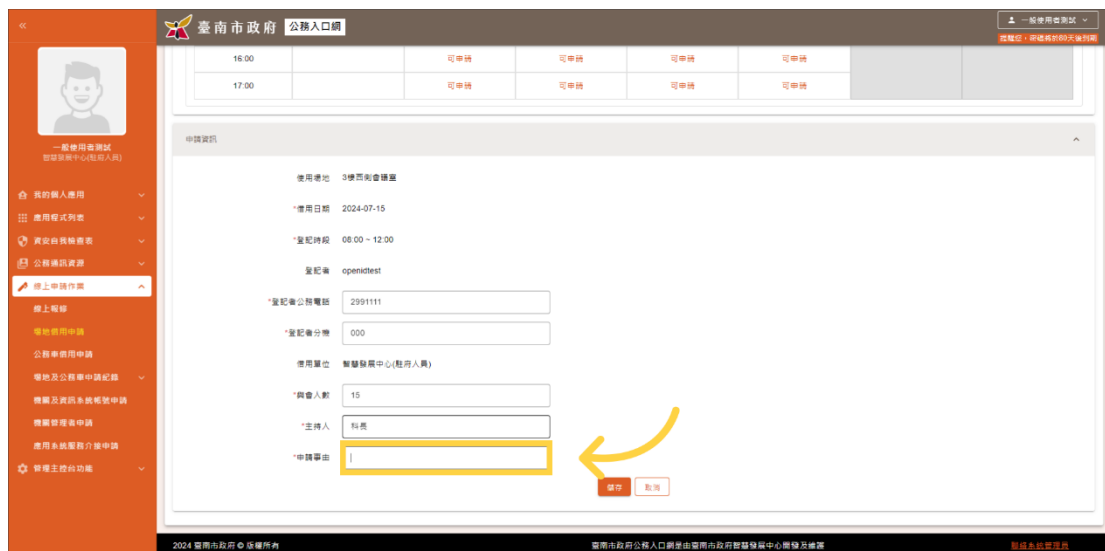 臺南市政府 公務入口網
一般使用者測試
提醒您，密碼將於60天後到期
一般使用者測試
智慧發展中心(駐府人員)
我的個人應用
應用程式列表
資安自我檢查表
公務通訊資源
線上申請作業
線上報修
場地借用申請
公務車借用申請
場地及公務車申請紀錄
機關及資訊系統帳號申請
機關管理者申請
應用系統服務介接申請
管理主控台功能
16:00 可申請 可申請 可申請 可申請
17:00 可申請 可申請 可申請 可申請
申請資訊
使用場地 3樓西側會議室
*借用日期 2024-07-15
*登記時段 08:00 ~ 12:00
登記者 openidtest
*登記者公務電話 2991111
*登記者分機 000
借用單位 智慧發展中心(駐府人員)
*與會人數 15
*主持人 科長
*申請事由
儲存 取消
2024 臺南市政府 © 版權所有 臺南市政府公務入口網是由臺南市政府智慧發展中心開發及維護 聯絡系統管理員